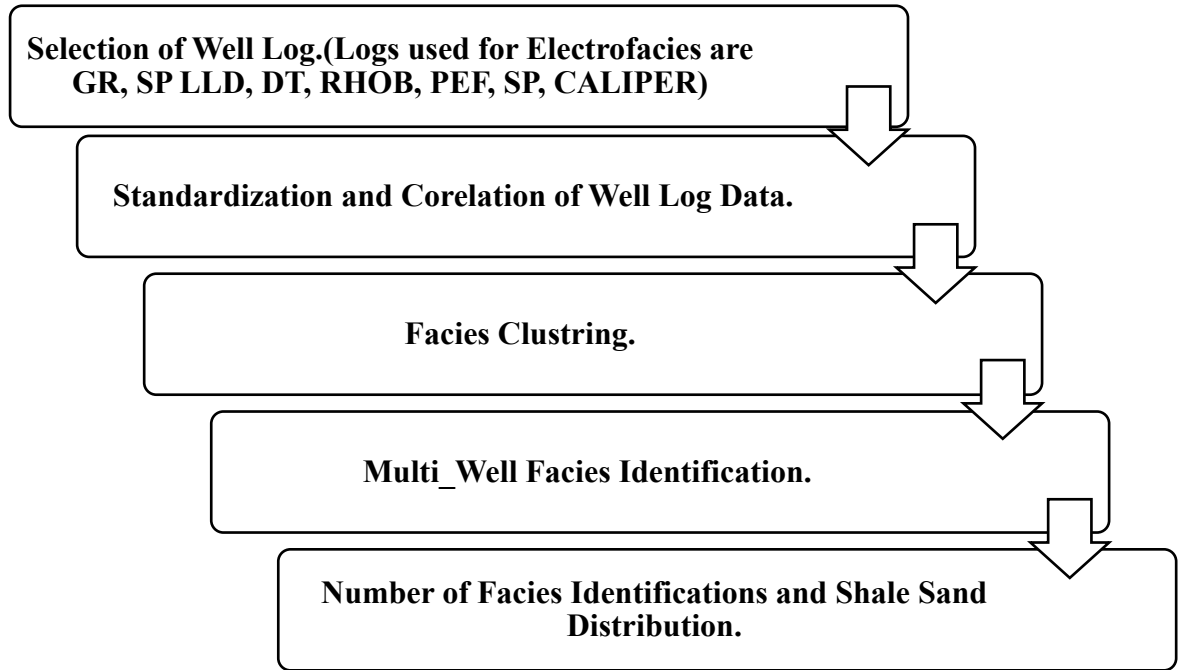 Selection of Well Log.(Logs used for Electrofacies are
GR, SP LLD, DT, RHOB, PEF, SP, CALIPER)
Standardization and Corelation of Well Log Data.
Facies Clustring.
Multi_Well Facies Identification.
Number of Facies Identifications and Shale Sand
Distribution.